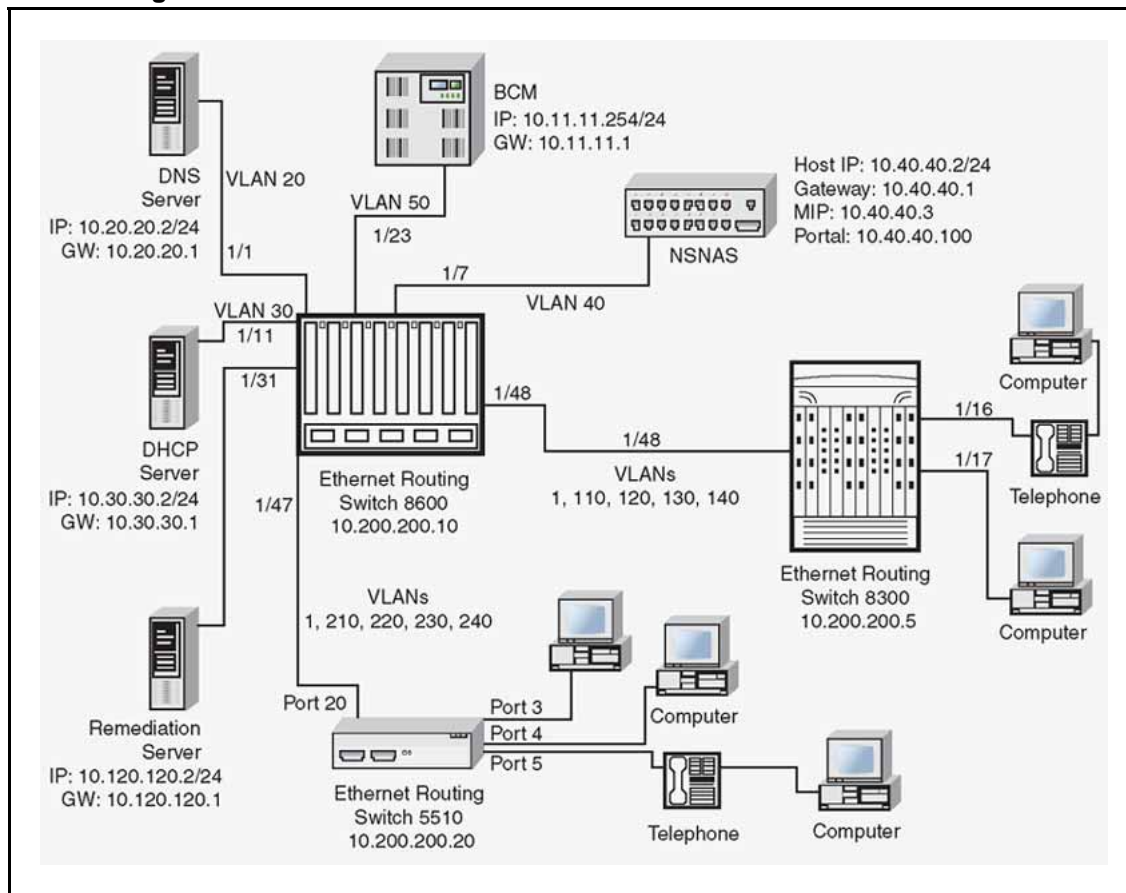 DNS
Server
IP: 10.20.20.2/24
GW: 10.20.20.1
VLAN 20
1/1
BCM
IP: 10.11.11.254/24
GW: 10.11.11.1
VLAN 50
1/23
Host IP: 10.40.40.2/24
Gateway: 10.40.40.1
MIP: 10.40.40.3
Portal: 10.40.40.100
NSNAS
1/7
VLAN 40
VLAN 30
1/11
1/31
DHCP
Server
IP: 10.30.30.2/24
GW: 10.30.30.1
1/48
Ethernet Routing
Switch 8600
10.200.200.10
1/48
VLANs
1, 110, 120, 130, 140
Computer
1/16
1/17
Telephone
Ethernet Routing
Switch 8300
10.200.200.5
Computer
1/47
VLANs
1, 210, 220, 230, 240
Remediation
Server
IP: 10.120.120.2/24
GW: 10.120.120.1
Port 20
Port 3
Port 4
Port 5
Computer
Ethernet Routing
Switch 5510
10.200.200.20
Telephone
Computer